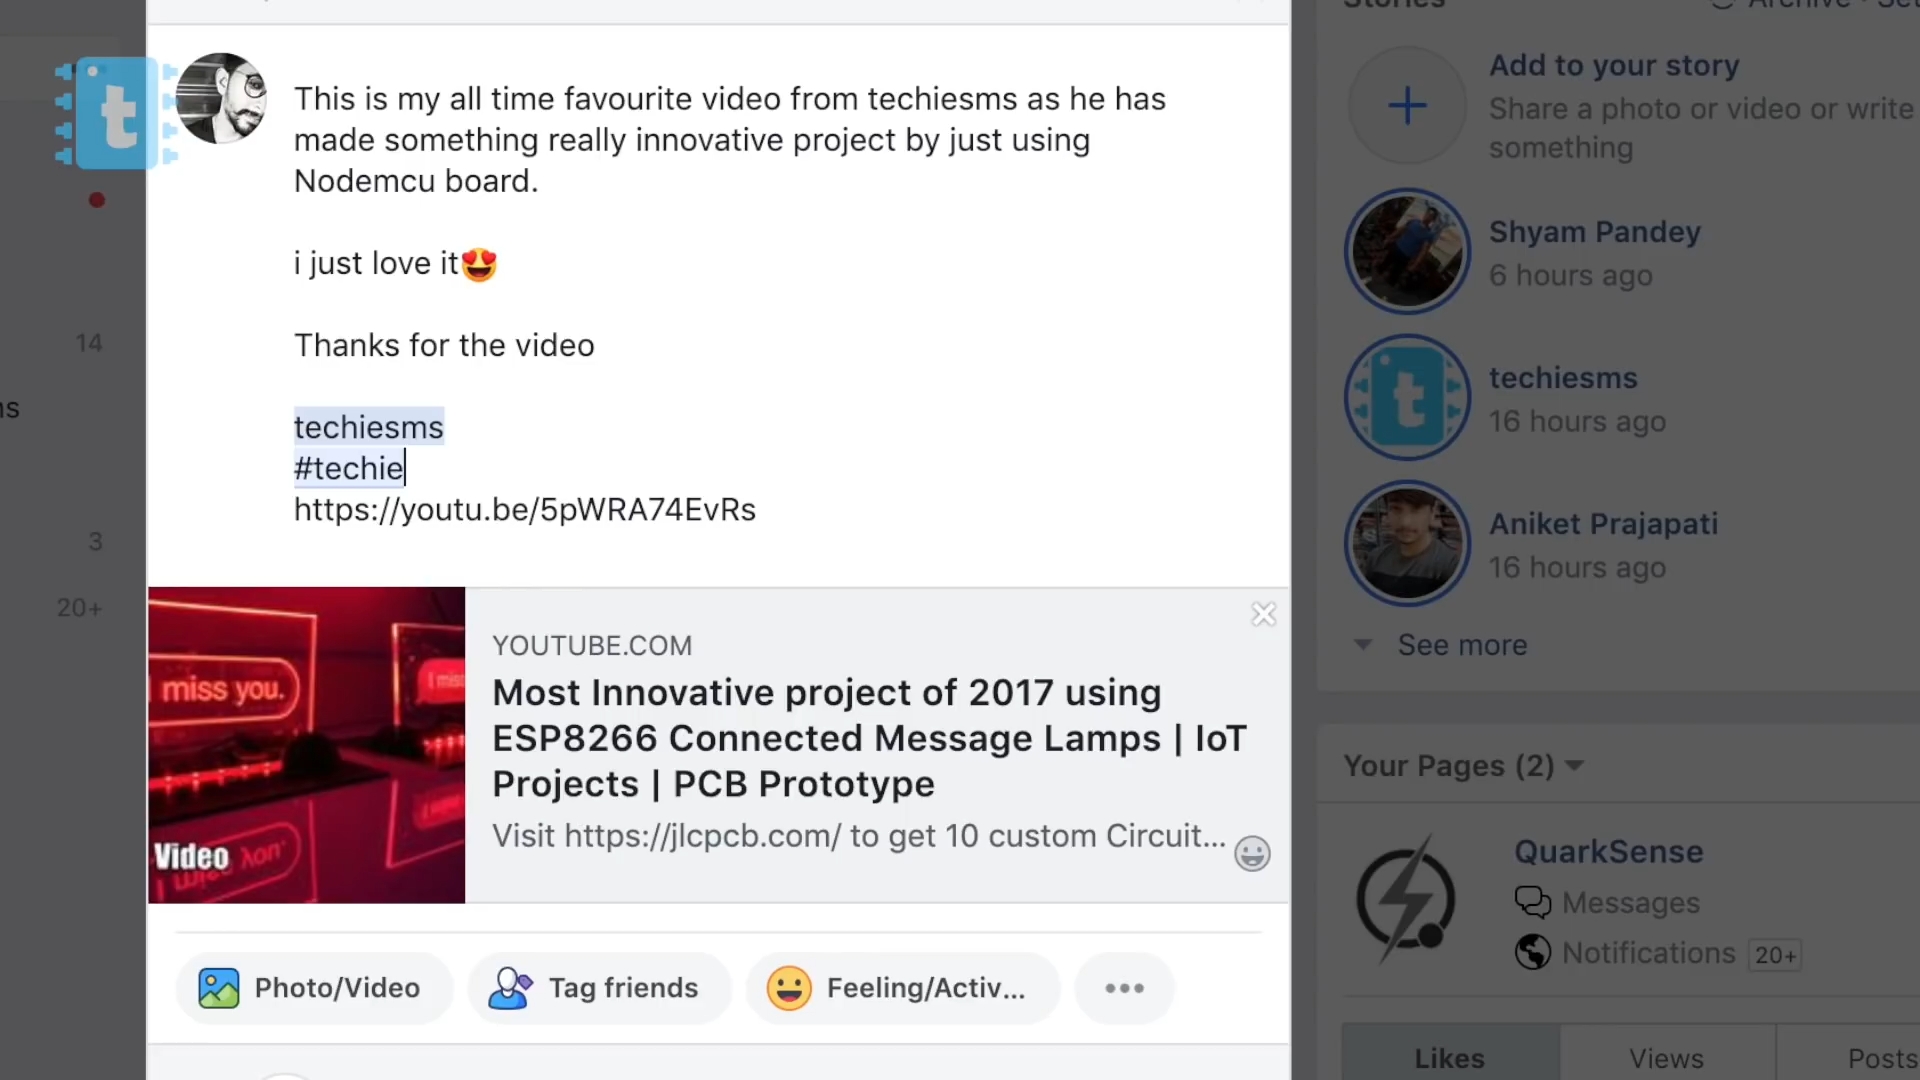 Stories
Archive
t
This is my all time favourite video from techiesms as he has
made something really innovative project by just using
Nodemcu board.
i just love it😍
Thanks for the video
techiesms
#techie
https://youtu.be/5pWRA74EvRs
14
ns
3
20+
miss you.
Video
YOUTUBE.COM
Most Innovative project of 2017 using
ESP8266 Connected Message Lamps | IoT
Projects | PCB Prototype
Visit https://jlcpcb.com/ to get 10 custom Circuit...
Photo/Video
Tag friends
Feeling/Activ...
Add to your story
Share a photo or video or write
something
Shyam Pandey
6 hours ago
t
techiesms
16 hours ago
Aniket Prajapati
16 hours ago
See more
Your Pages (2)
QuarkSense
Messages
Notifications 20+
Likes
Views
Posts